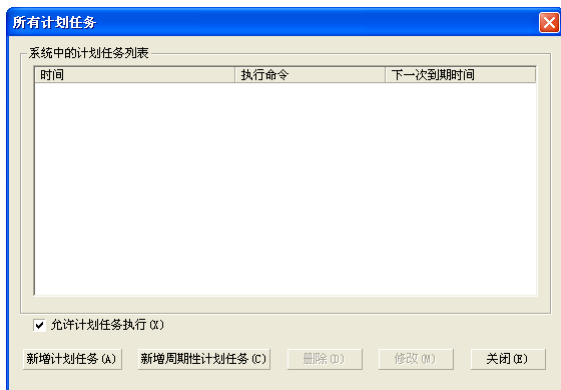 所有计划任务
系统中的计划任务列表
时间 执行命令 下一次到期时间
允许计划任务执行(X)
新增计划任务(A) 新增周期性计划任务(C) 删除(D) 修改(M) 关闭(E)